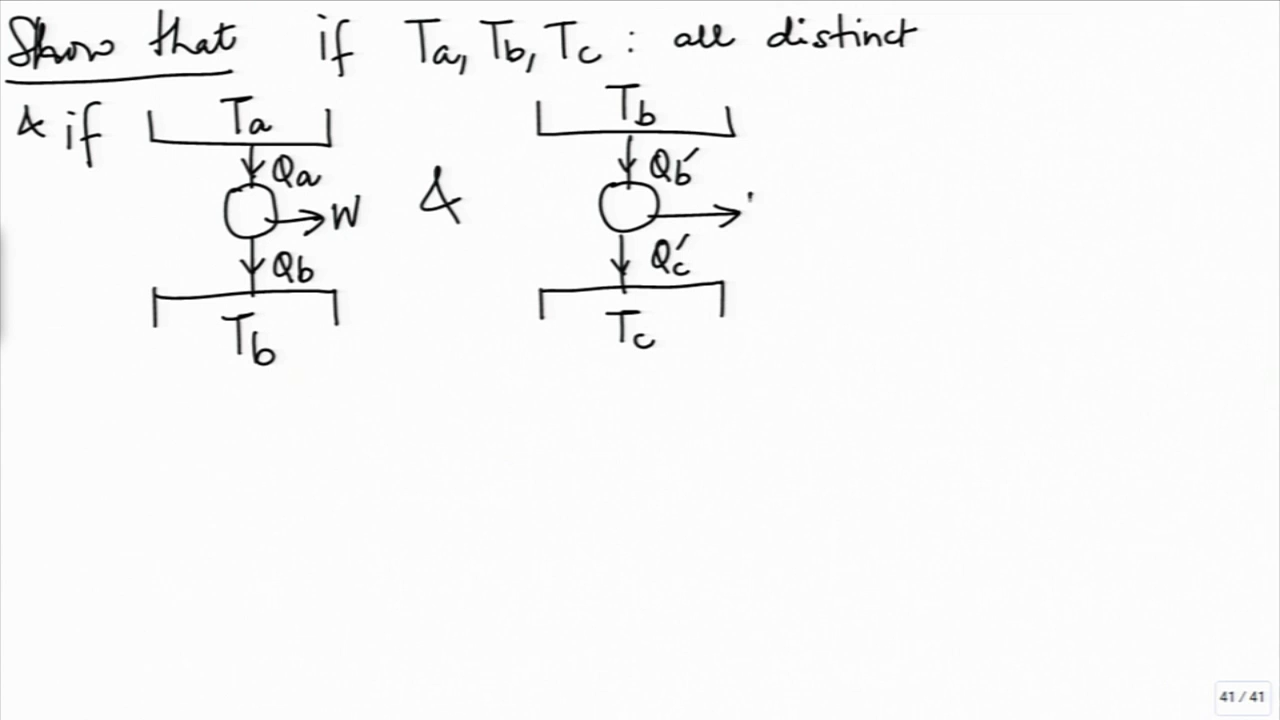 Show that if Ta, Tb, Tc : all distinct
& if Ta Tb
Qa Qb'
W &
Qb Qc'
Tb Tc
41 / 41